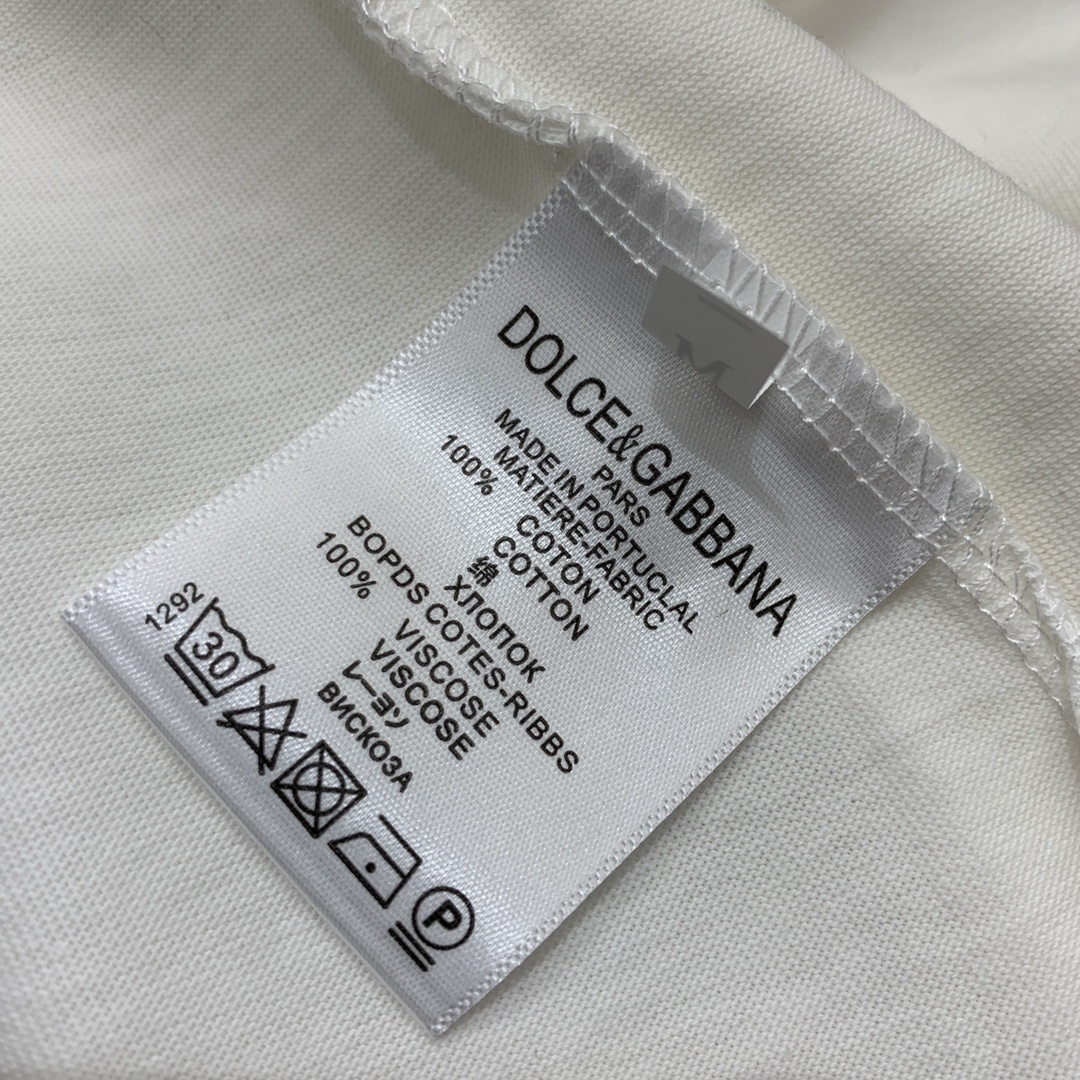 M
DOLCE&GABBANA
PARS
MADE IN PORTUCLAL
MATIERE-FABRIC
100% COTON
COTTON
绵
ХЛОПОК
BOPDS COTES-RIBBS
100% VISCOSE
VISCOSE
レーヨン
ВИСКОЗА
1292
30
P